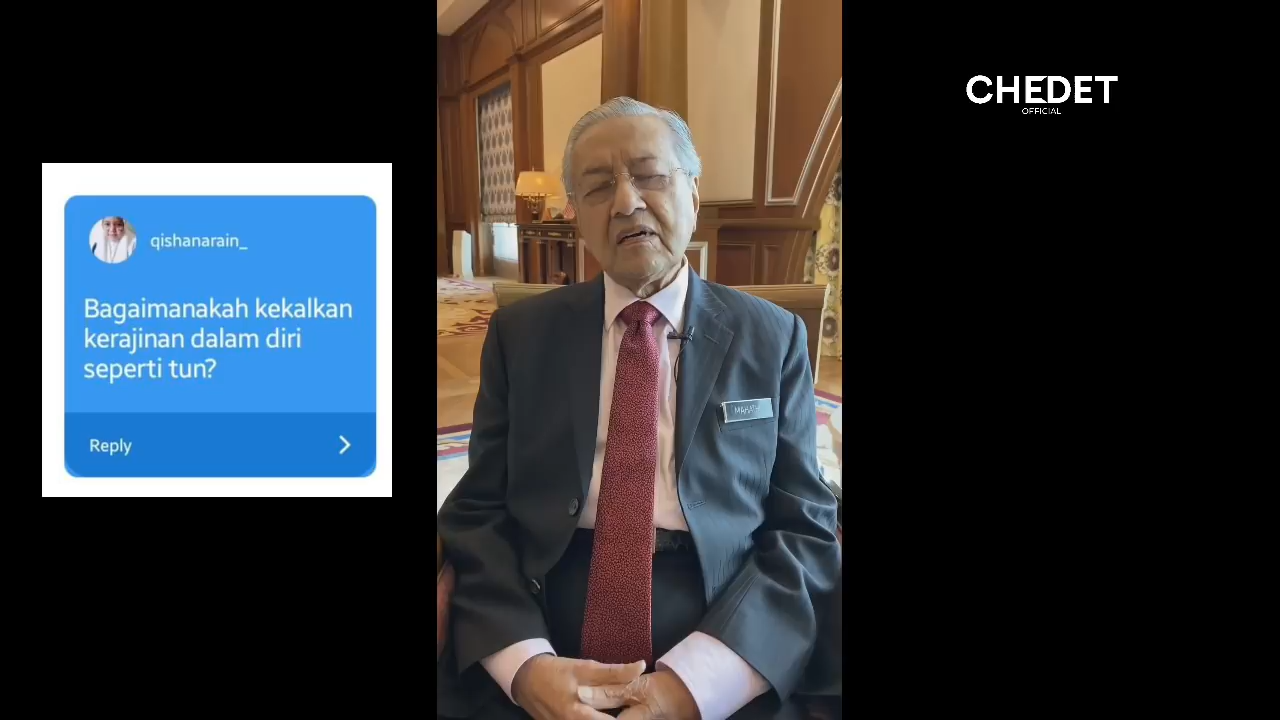 CHEDET
OFFICIAL
qishanarain_
Bagaimanakah kekalkan
kerajinan dalam diri
seperti tun?
Reply